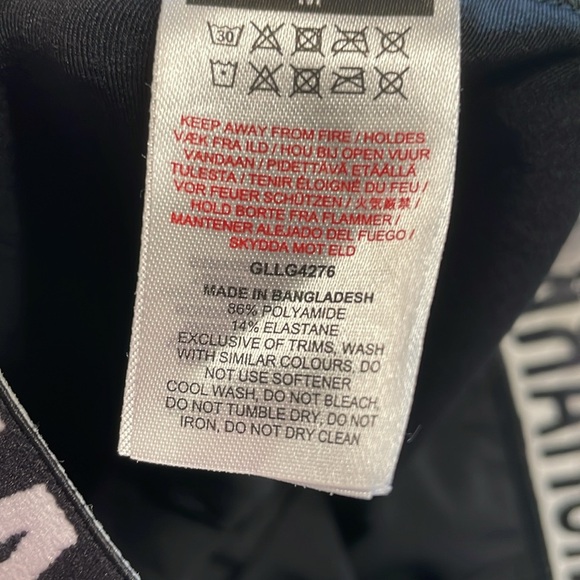 30
KEEP AWAY FROM FIRE / HOLDES
VÆK FRA ILD / HOU BIJ OPEN VUUR
VANDAAN / PIDETTÄVÄ ETÄÄLLÄ
TULESTA / TENIR ÉLOIGNÉ DU FEU /
VOR FEUER SCHÜTZEN / 火気厳禁 /
HOLD BORTE FRA FLAMMER /
MANTENER ALEJADO DEL FUEGO /
SKYDDA MOT ELD
GLLG4276
MADE IN BANGLADESH
86% POLYAMIDE
14% ELASTANE
EXCLUSIVE OF TRIMS, WASH
WITH SIMILAR COLOURS, DO
NOT USE SOFTENER
COOL WASH, DO NOT BLEACH,
DO NOT TUMBLE DRY, DO NOT
IRON, DO NOT DRY CLEAN